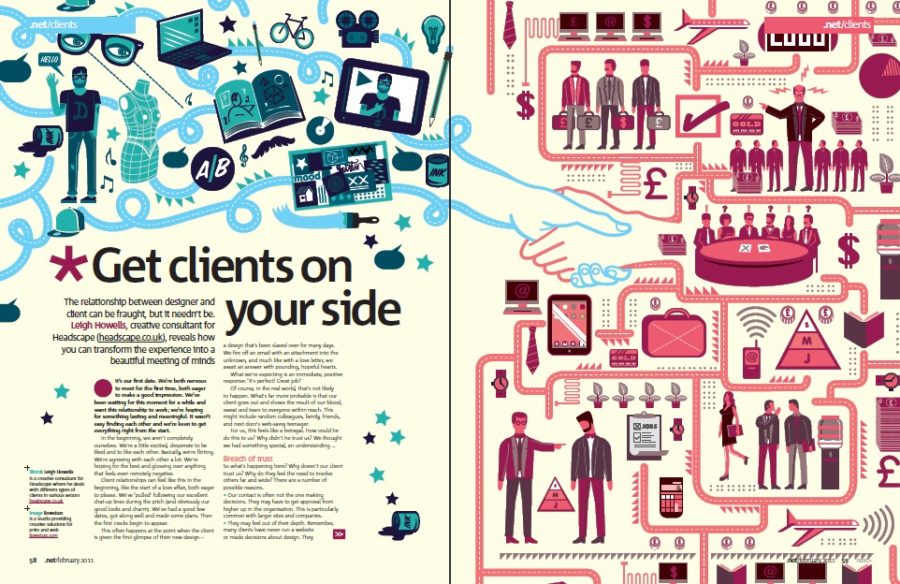 .net/clients
HELLO
D
A/B
mood
XX
INK
INK
*Get clients on
your side
The relationship between designer and
client can be fraught, but it needn't be.
Leigh Howells, creative consultant for
Headscape (headscape.co.uk), reveals how
you can transform the experience into a
beautiful meeting of minds
It's our first date. We're both nervous
to meet for the first time, both eager
to make a good impression. We've
been waiting for this moment for a while and
want this relationship to work; we're hoping
for something lasting and meaningful. It wasn't
easy finding each other and we're keen to get
everything right from the start.
In the beginning, we aren't completely
ourselves. We're a little excited, desperate to be
liked and to like each other. Basically, we're flirting.
We're agreeing with each other a lot. We're
hoping for the best and glowing over anything
that feels even remotely negative.
Client relationships can feel like this in the
beginning, like the start of a love affair, both eager
to please. We've 'pulled' following our excellent
chat-up lines during the pitch (and obviously our
good looks and charm). We've had a good few
dates, got along well and made some plans. Then
the first cracks begin to appear.
This often happens at the point when the client
is given the first glimpse of their new design –
a design that's been slaved over for many days.
We fire off an email with an attachment into the
unknown, and much like with a love letter, we
await an answer with pounding, hopeful hearts.
What we're expecting is an immediate, positive
response: "it's perfect! Great job!"
Of course, in the real world, that's not likely
to happen. What's far more probable is that our
client goes out and shows the result of our blood,
sweat and tears to everyone within reach. This
might include random colleagues, family, friends,
and next door's web-savvy teenager.
For us, this feels like a betrayal. How could he
do this to us? Why didn't he trust us? We thought
we had something special, an understanding ...
Breach of trust
So what's happening here? Why doesn't our client
trust us? Why do they feel the need to involve
others far and wide? There are a number of
possible reasons.
• Our contact is often not the one making
decisions. They may have to get approval from
higher up in the organisation. This is particularly
common with larger sites and companies.
• They may feel out of their depth. Remember,
many clients have never run a website
or made decisions about design. They
Words Leigh Howells
is a creative consultant for
Headscape where he deals
with different types of
clients in various sectors
headscape.co.uk
Image ilovedust
is a studio providing
creative solutions for
print and web
ilovedust.com
58 .net/february 2011
.net/clients
£ @ $
$
GOLD
£
X G
$
@
GOLD
$
M J
JOBS
M J
£
.net/february 2011 59 next>